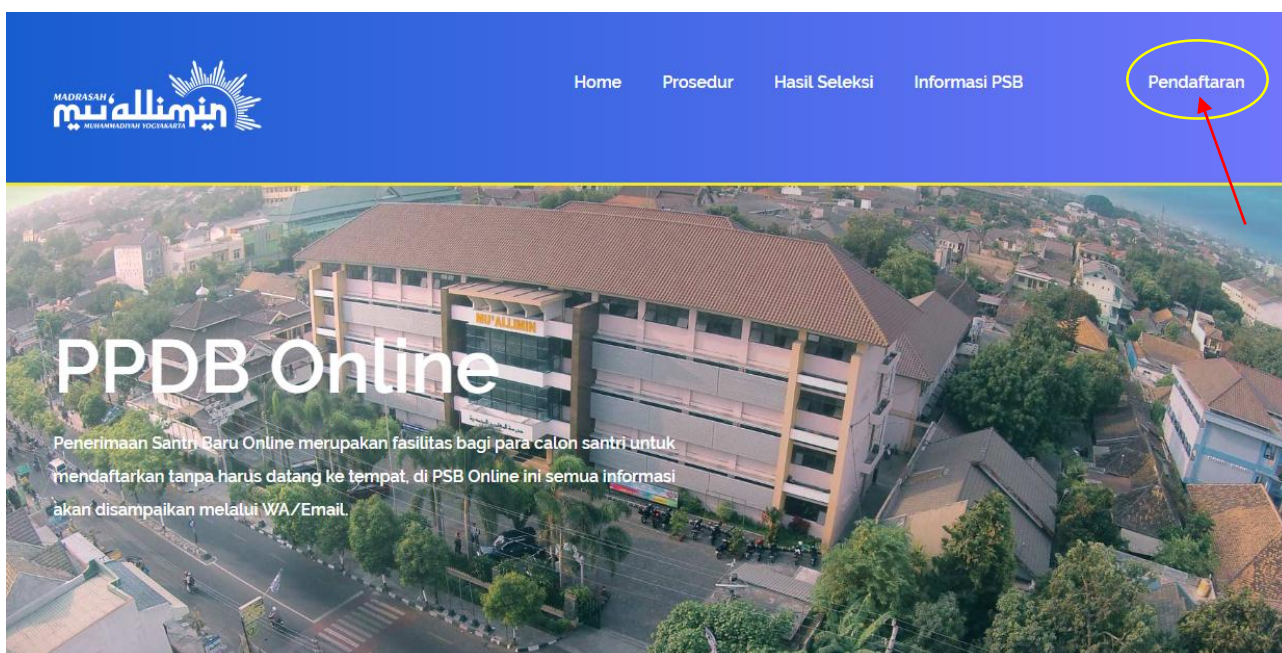 Home Prosedur Hasil Seleksi Informasi PSB Pendaftaran
MADRASAH
mu'allimin
MUHAMMADIYAH YOGYAKARTA
MU'ALLIMIN
PPDB Online
Penerimaan Santri Baru Online merupakan fasilitas bagi para calon santri untuk
mendaftarkan tanpa harus datang ke tempat, di PSB Online ini semua informasi
akan disampaikan melalui WA/Email.